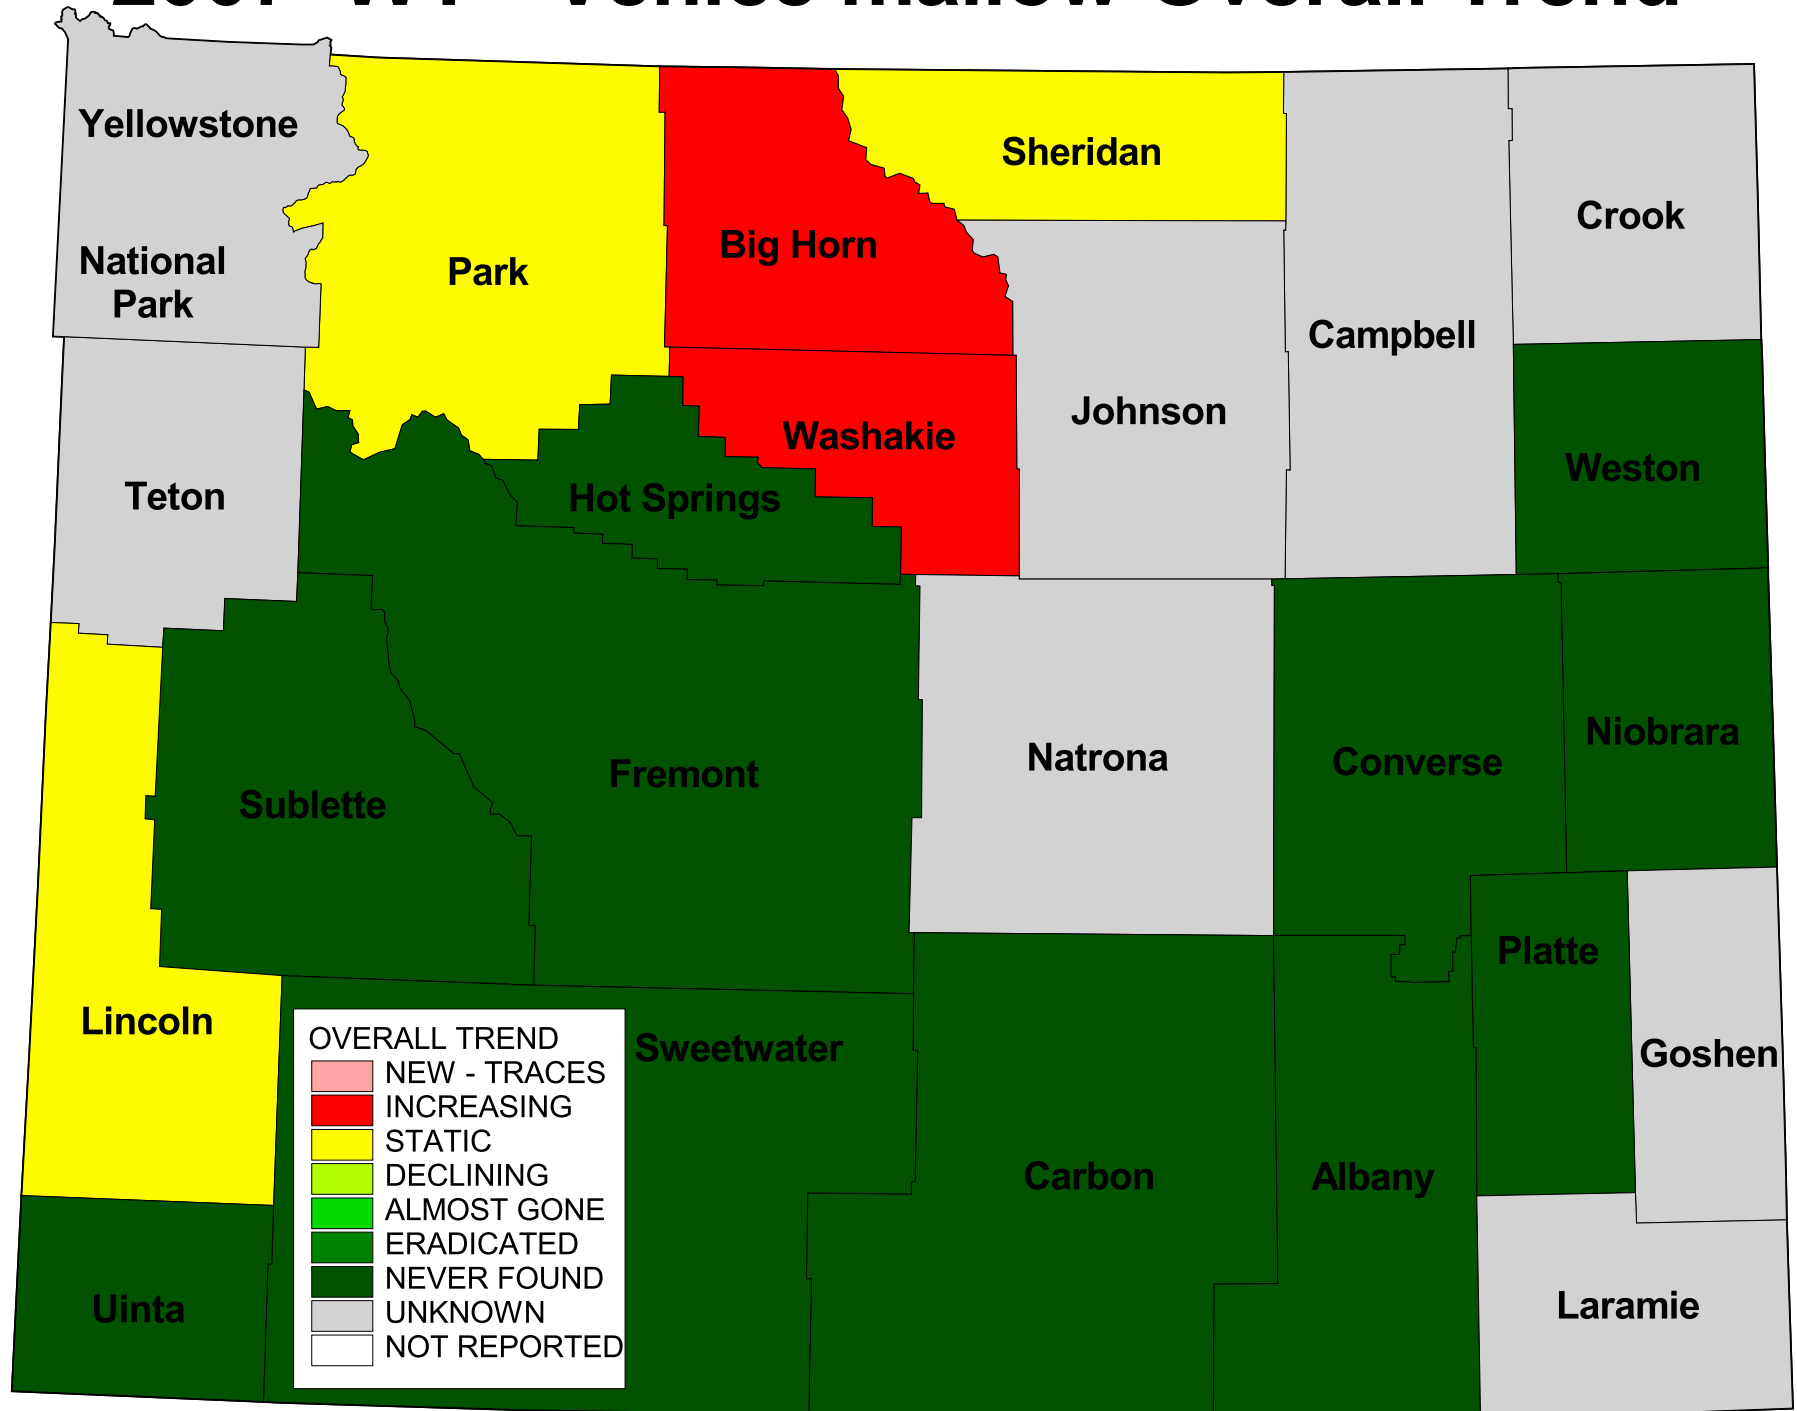 Yellowstone
National
Park
Park
Big Horn
Sheridan
Crook
Campbell
Johnson
Washakie
Hot Springs
Weston
Teton
Fremont
Sublette
Natrona
Converse
Niobrara
Platte
Lincoln
Sweetwater
Goshen
Carbon
Albany
Uinta
Laramie
OVERALL TREND
NEW - TRACES
INCREASING
STATIC
DECLINING
ALMOST GONE
ERADICATED
NEVER FOUND
UNKNOWN
NOT REPORTED